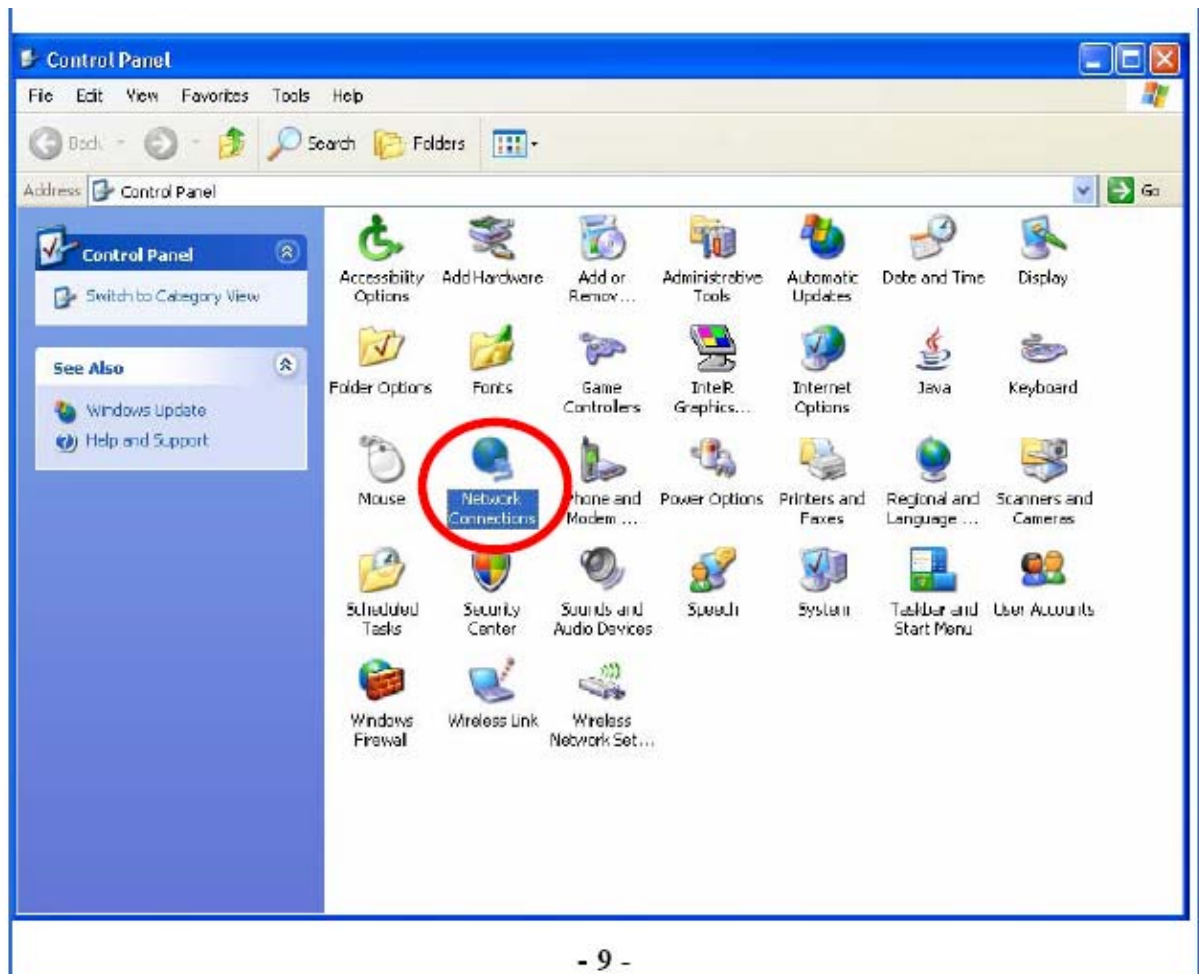 Control Panel
File Edit View Favorites Tools Help
Back Search Folders
Address Control Panel Go
Control Panel
Switch to Category View
See Also
Windows Update
Help and Support
Accessibility Options
Add Hardware
Add or Remov...
Administrative Tools
Automatic Updates
Date and Time
Display
Folder Options
Fonts
Game Controllers
IntelR Graphics...
Internet Options
Java
Keyboard
Mouse
Network Connections
Phone and Modem ...
Power Options
Printers and Faxes
Regional and Language ...
Scanners and Cameras
Scheduled Tasks
Security Center
Sounds and Audio Devices
Speech
System
Taskbar and Start Menu
User Accounts
Windows Firewall
Wireless Link
Wireless Network Set...
- 9 -